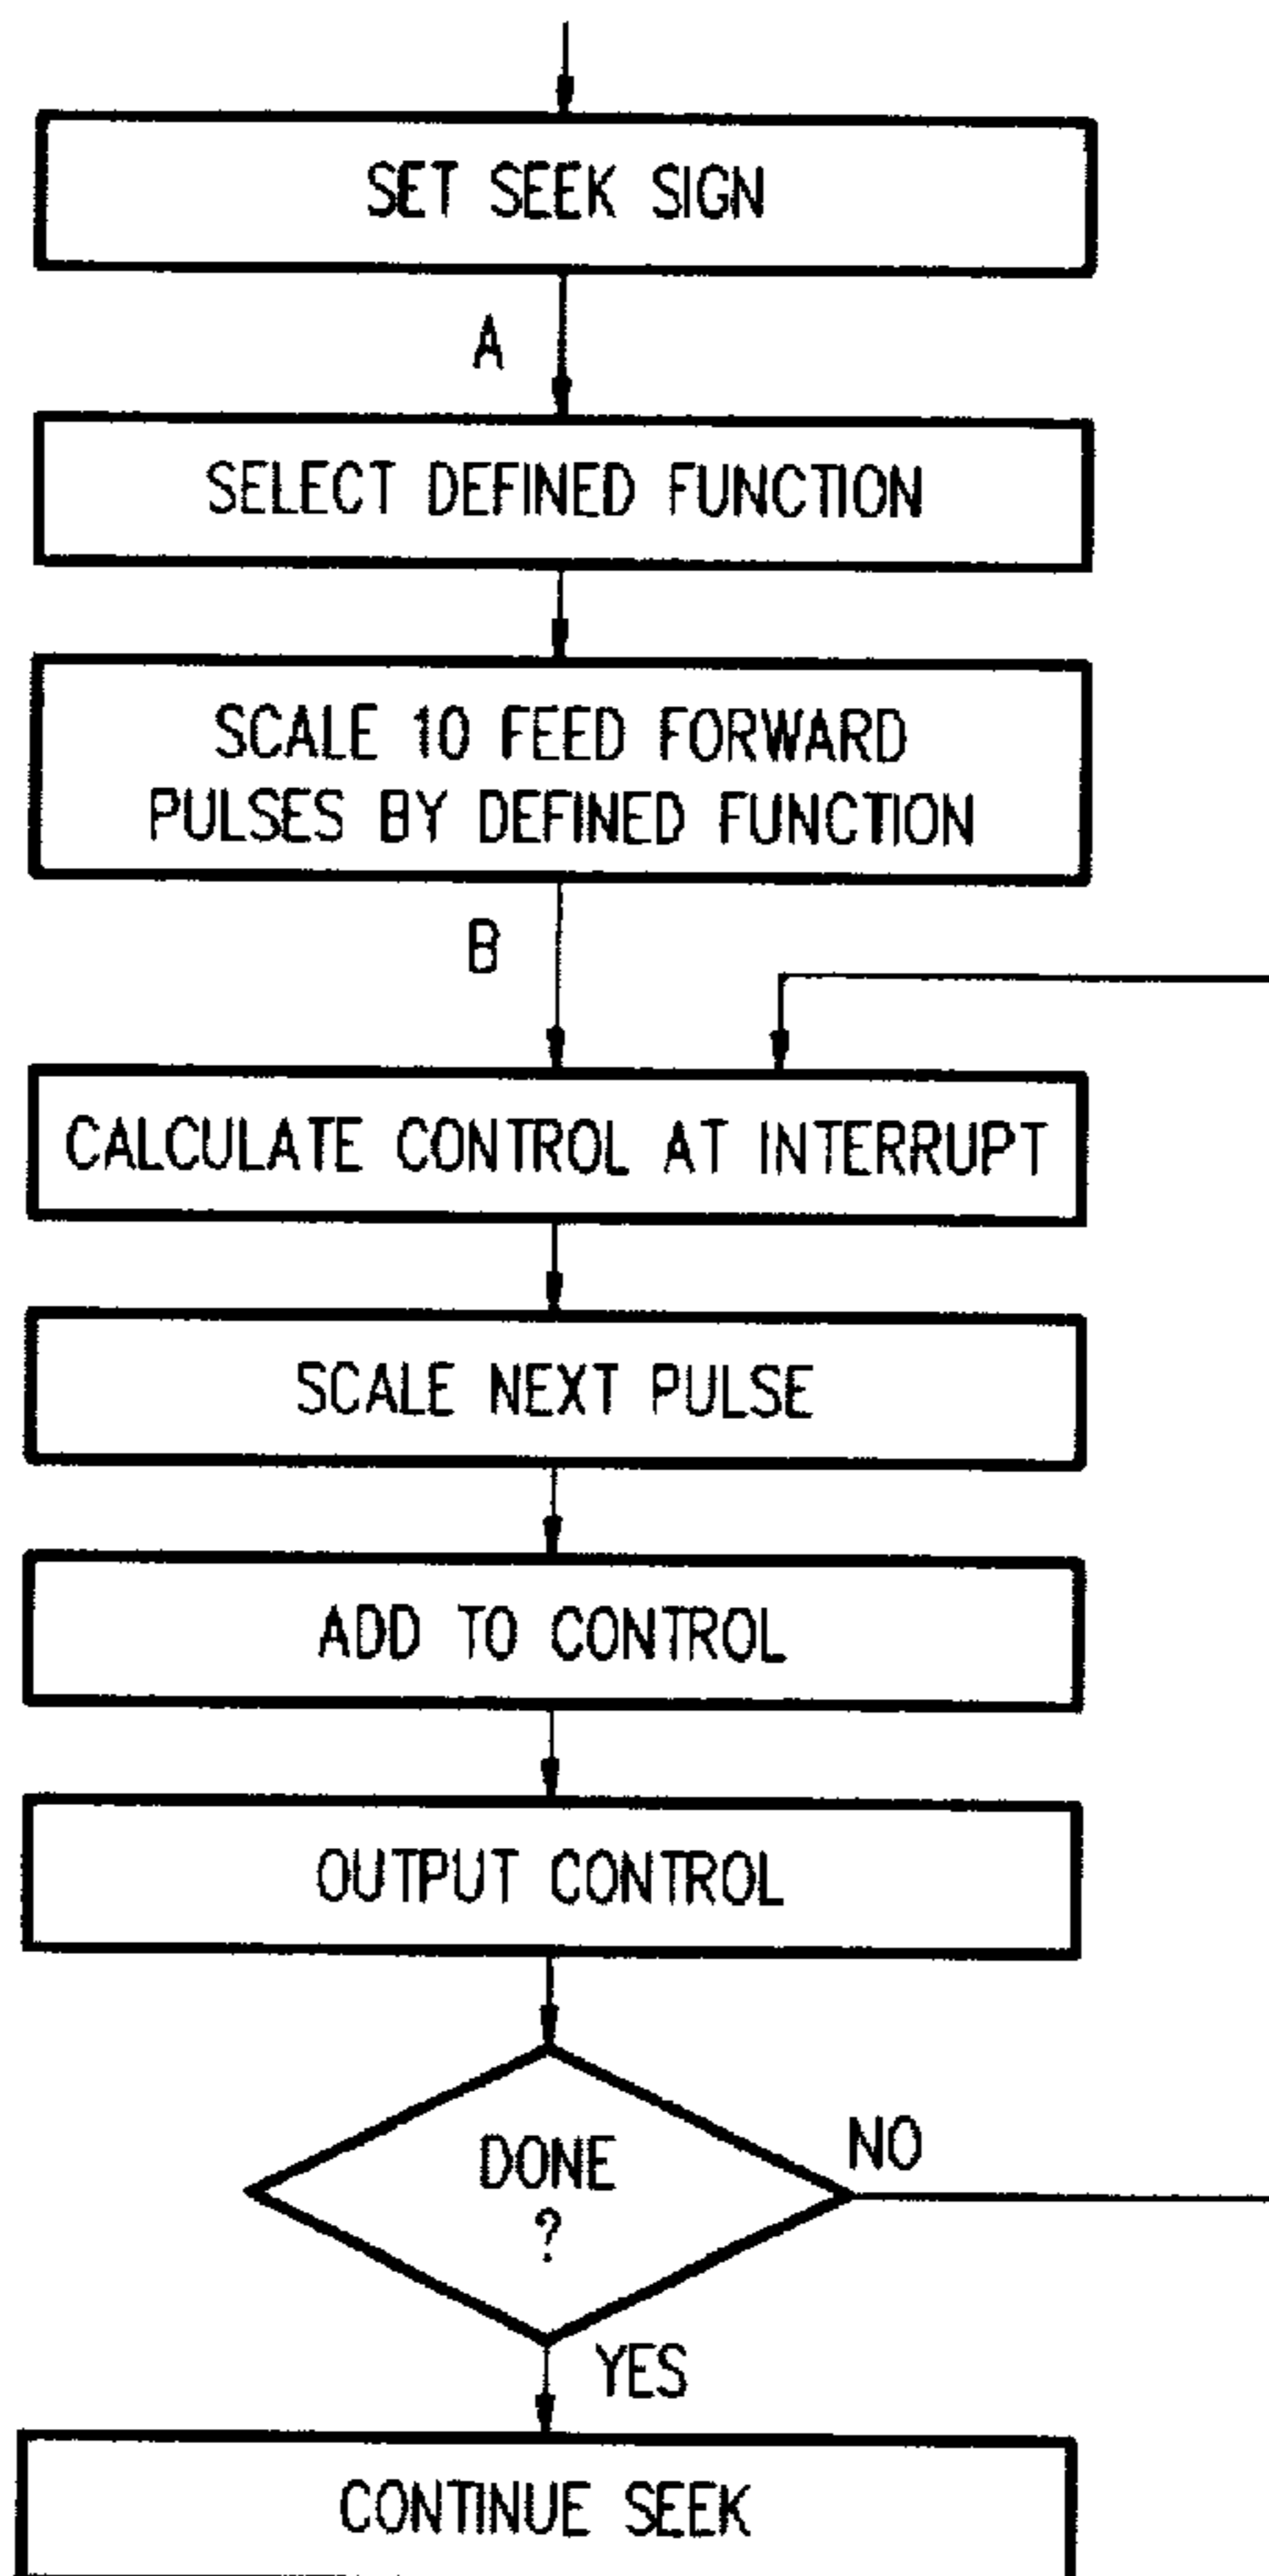 SET SEEK SIGN
A
SELECT DEFINED FUNCTION
SCALE 10 FEED FORWARD
PULSES BY DEFINED FUNCTION
B
CALCULATE CONTROL AT INTERRUPT
SCALE NEXT PULSE
ADD TO CONTROL
OUTPUT CONTROL
DONE
?
NO
YES
CONTINUE SEEK